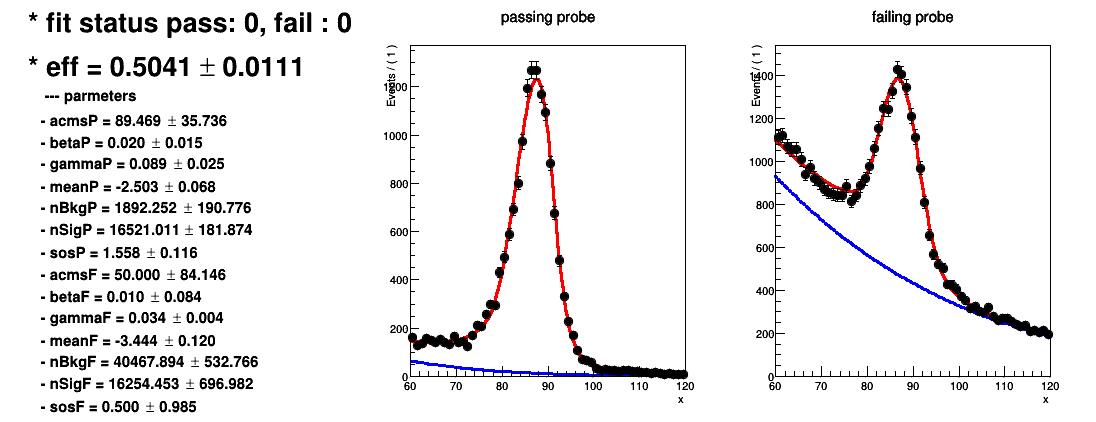 * fit status pass: 0, fail : 0
* eff = 0.5041 ± 0.0111
--- parmeters
- acmsP = 89.469 ± 35.736
- betaP = 0.020 ± 0.015
- gammaP = 0.089 ± 0.025
- meanP = -2.503 ± 0.068
- nBkgP = 1892.252 ± 190.776
- nSigP = 16521.011 ± 181.874
- sosP = 1.558 ± 0.116
- acmsF = 50.000 ± 84.146
- betaF = 0.010 ± 0.084
- gammaF = 0.034 ± 0.004
- meanF = -3.444 ± 0.120
- nBkgF = 40467.894 ± 532.766
- nSigF = 16254.453 ± 696.982
- sosF = 0.500 ± 0.985
passing probe
Events / ( 1 )
1200
1000
800
600
400
200
0
60 70 80 90 100 110 120
x
failing probe
Events / ( 1 )
1400
1200
1000
800
600
400
200
0
60 70 80 90 100 110 120
x